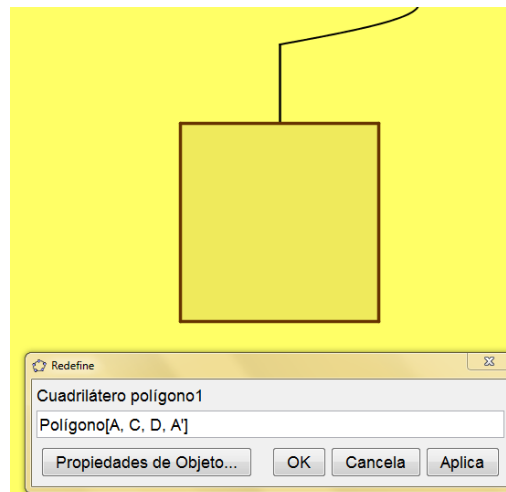 Redefine
Cuadrilátero polígono1
Polígono[A, C, D, A']
Propiedades de Objeto... OK Cancela Aplica